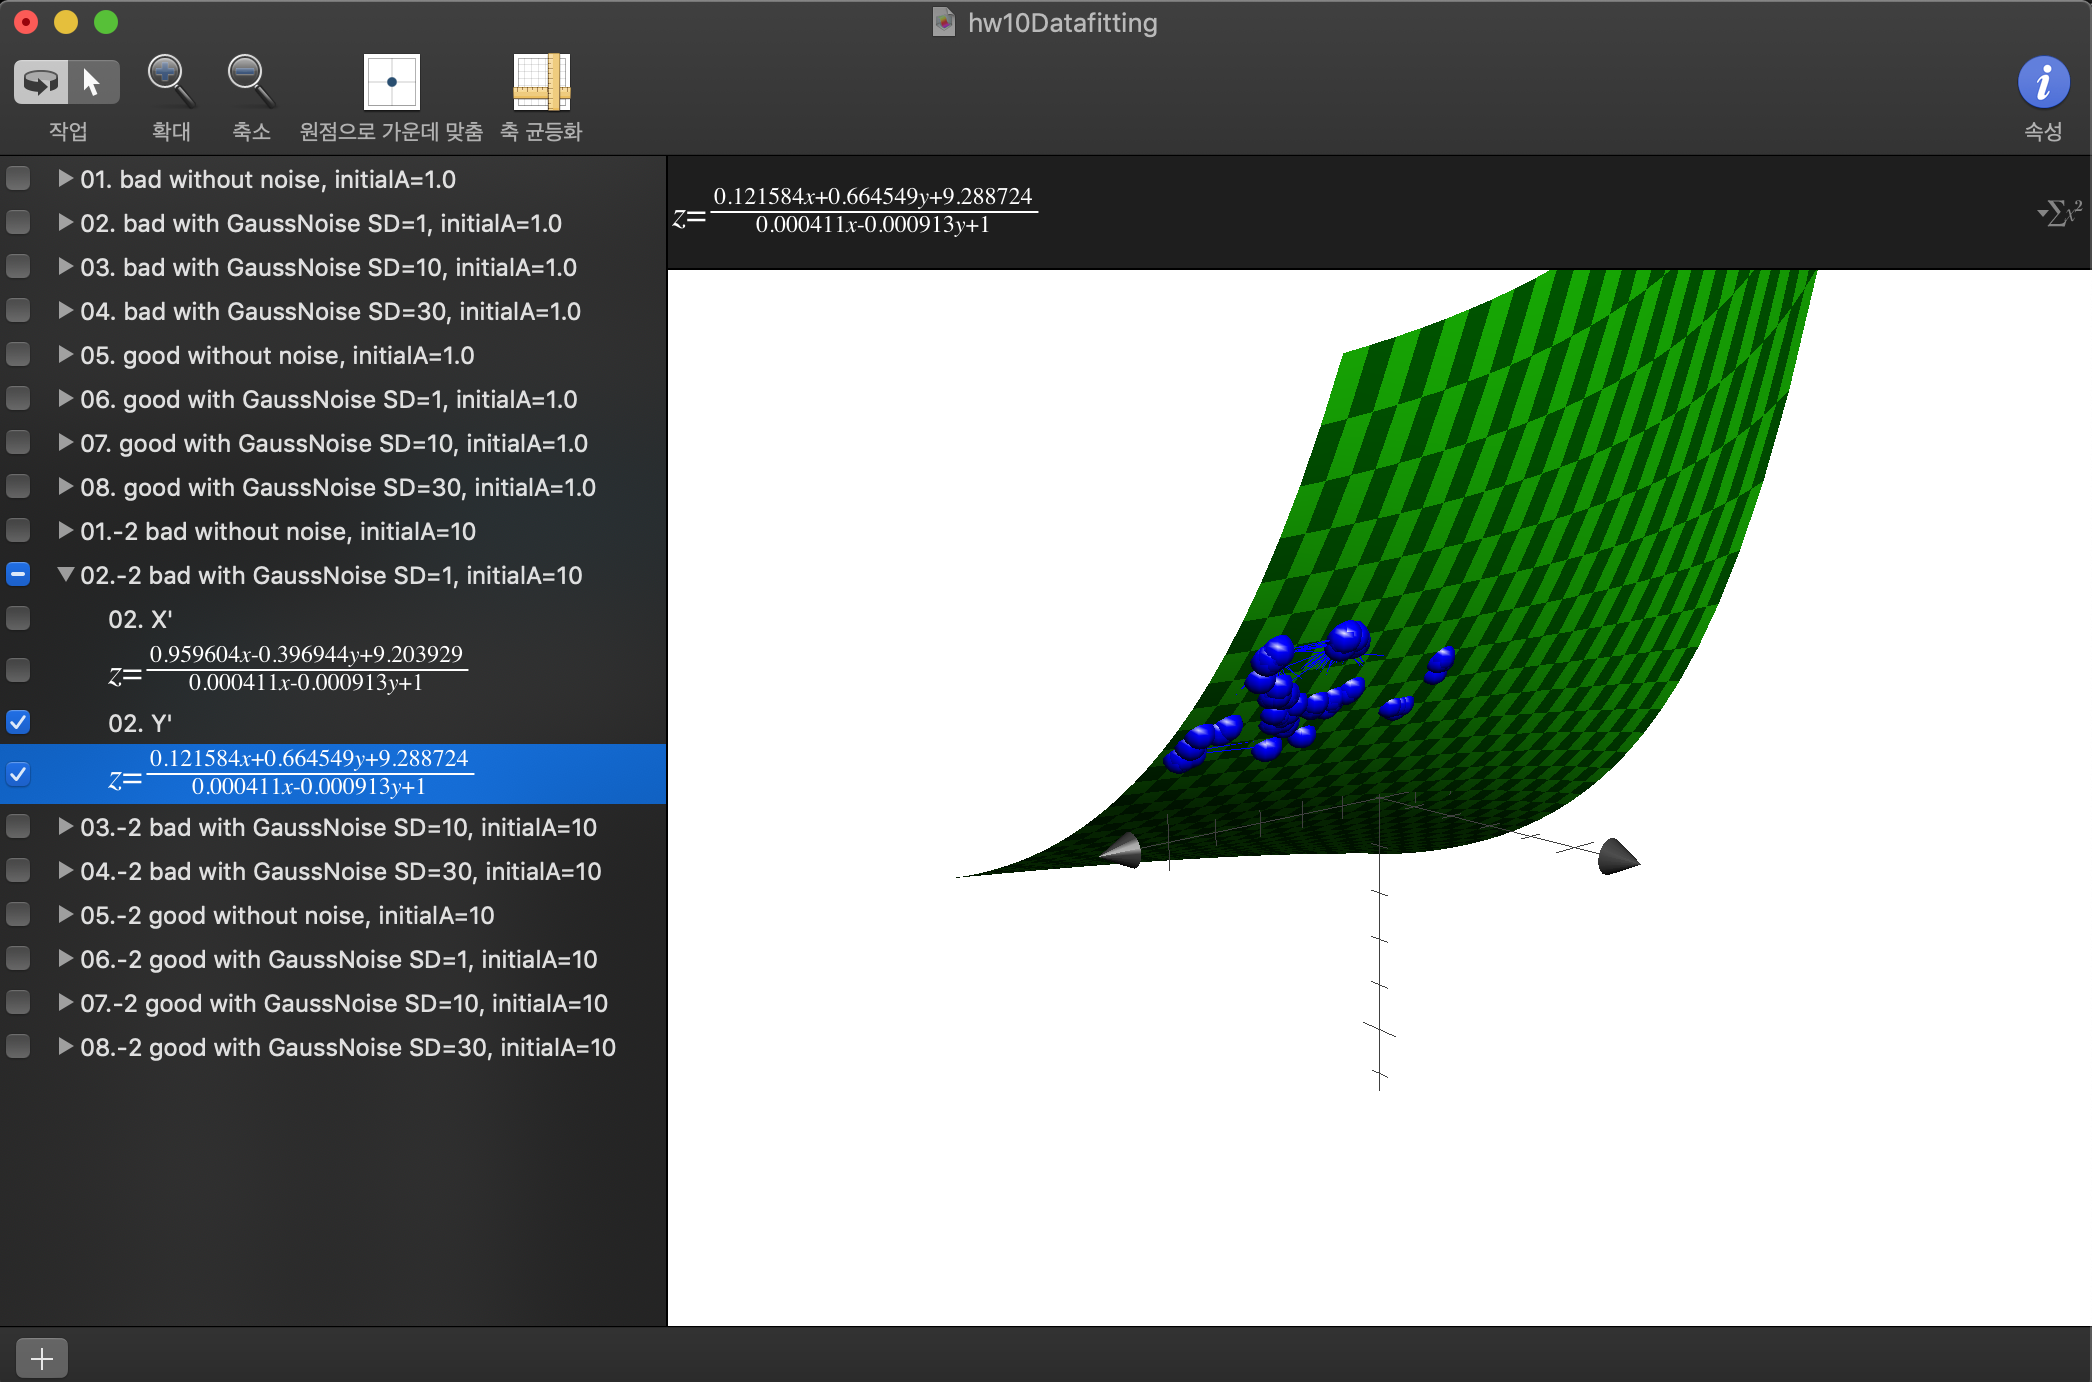 hw10Datafitting
작업 확대 축소 원점으로 가운데 맞춤 축 균등화 속성
01. bad without noise, initialA=1.0
02. bad with GaussNoise SD=1, initialA=1.0
03. bad with GaussNoise SD=10, initialA=1.0
04. bad with GaussNoise SD=30, initialA=1.0
05. good without noise, initialA=1.0
06. good with GaussNoise SD=1, initialA=1.0
07. good with GaussNoise SD=10, initialA=1.0
08. good with GaussNoise SD=30, initialA=1.0
01.-2 bad without noise, initialA=10
02.-2 bad with GaussNoise SD=1, initialA=10
02. X'
0.959604x-0.396944y+9.203929
z=
0.000411x-0.000913y+1
02. Y'
0.121584x+0.664549y+9.288724
z=
0.000411x-0.000913y+1
03.-2 bad with GaussNoise SD=10, initialA=10
04.-2 bad with GaussNoise SD=30, initialA=10
05.-2 good without noise, initialA=10
06.-2 good with GaussNoise SD=1, initialA=10
07.-2 good with GaussNoise SD=10, initialA=10
08.-2 good with GaussNoise SD=30, initialA=10
0.121584x+0.664549y+9.288724
z=
0.000411x-0.000913y+1
∑x²